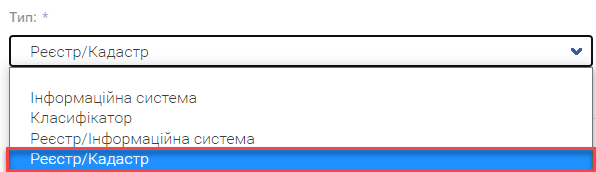 Тип: *
Реєстр/Кадастр
Інформаційна система
Класифікатор
Реєстр/Інформаційна система
Реєстр/Кадастр